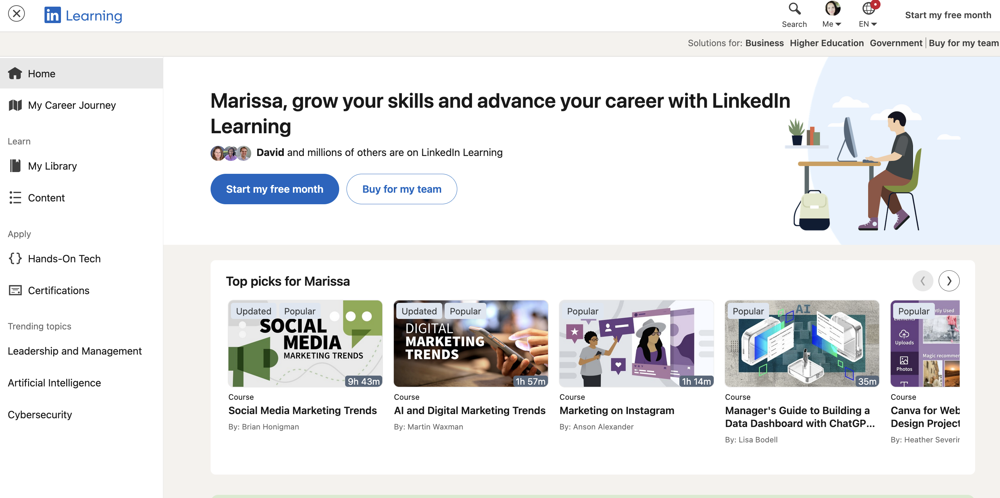 in Learning
Search
Me
EN
Start my free month
Solutions for: Business Higher Education Government Buy for my team
Home
My Career Journey
Learn
My Library
Content
Apply
Hands-On Tech
Certifications
Trending topics
Leadership and Management
Artificial Intelligence
Cybersecurity
Marissa, grow your skills and advance your career with LinkedIn
Learning
David and millions of others are on LinkedIn Learning
Start my free month
Buy for my team
Top picks for Marissa
Updated Popular
SOCIAL
MEDIA
MARKETING TRENDS
9h 43m
Course
Social Media Marketing Trends
By: Brian Honigman
Updated Popular
DIGITAL
MARKETING
TRENDS
1h 57m
Course
AI and Digital Marketing Trends
By: Martin Waxman
Popular
1h 14m
Course
Marketing on Instagram
By: Anson Alexander
Popular
AI
35m
Course
Manager's Guide to Building a
Data Dashboard with ChatGP...
By: Lisa Bodell
Popular
Used
Elements
Uploads
Magic recommer
Photos
Course
Canva for Web
Design Project
By: Heather Severin